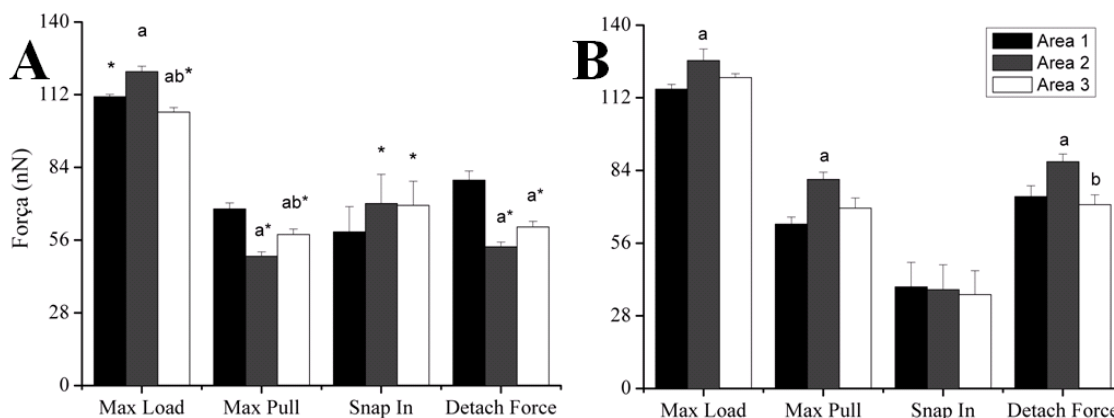 A
Força (nN)
140
112
84
56
28
0
*
a
ab*
a*
ab*
*
*
a*
a*
Max Load
Max Pull
Snap In
Detach Force
B
140
112
84
56
28
0
a
a
a
b
Area 1
Area 2
Area 3
Max Load
Max Pull
Snap In
Detach Force